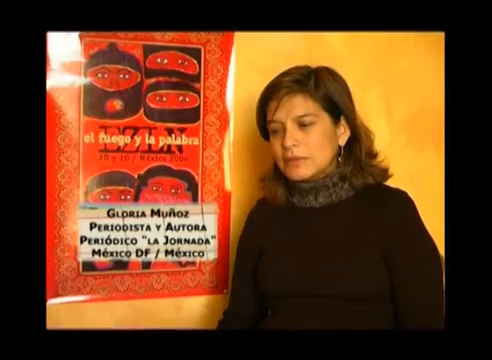 el fuego y la palabra
EZLN
20 y 10 / México 2004
Gloria Muñoz
Periodista y Autora
Periódico "La Jornada"
México DF / México